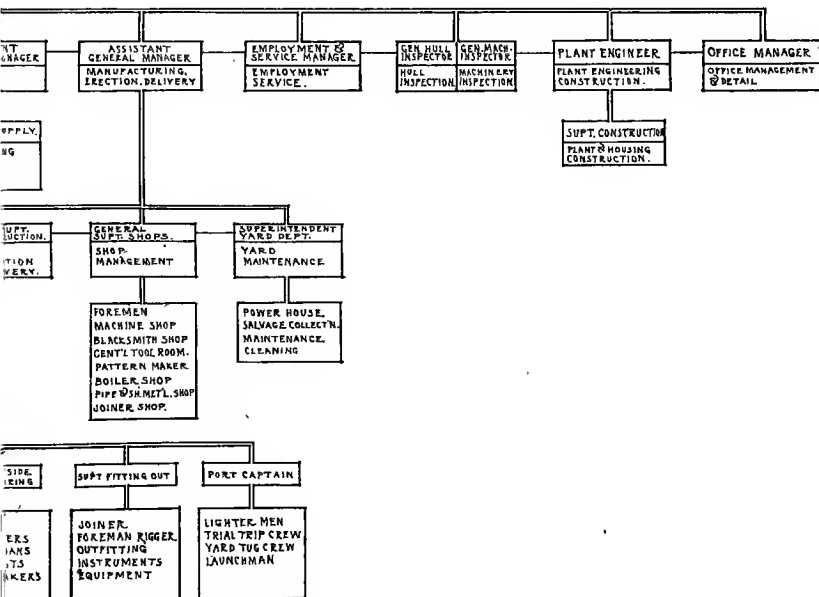 ASSISTANT
GENERAL MANAGER
MANUFACTURING,
ERECTION, DELIVERY
EMPLOYMENT &
SERVICE MANAGER
EMPLOYMENT
SERVICE.
GEN. HULL
INSPECTOR
HULL
INSPECTION
GEN. MACH.
INSPECTOR
MACHINERY
INSPECTION.
PLANT ENGINEER
PLANT ENGINEERING
CONSTRUCTION.
OFFICE MANAGER
OFFICE MANAGEMENT
& DETAIL
SUPT. CONSTRUCTION
PLANT & HOUSING
CONSTRUCTION.
GENERAL
SUPT. SHOPS.
SHOP
MANAGEMENT
SUPERINTENDENT
YARD DEPT.
YARD
MAINTENANCE
FOREMEN
MACHINE SHOP
BLACKSMITH SHOP
GENT'L TOOL ROOM.
PATTERN MAKER
BOILER SHOP
PIPE & SH. MET'L. SHOP
JOINER SHOP.
POWER HOUSE
SALVAGE COLLECT'N.
MAINTENANCE
CLEANING
SUPT FITTING OUT
PORT CAPTAIN
JOINER
FOREMAN RIGGER
OUTFITTING
INSTRUMENTS
EQUIPMENT
LIGHTER MEN
TRIAL TRIP CREW
YARD TUG CREW
LAUNCHMAN